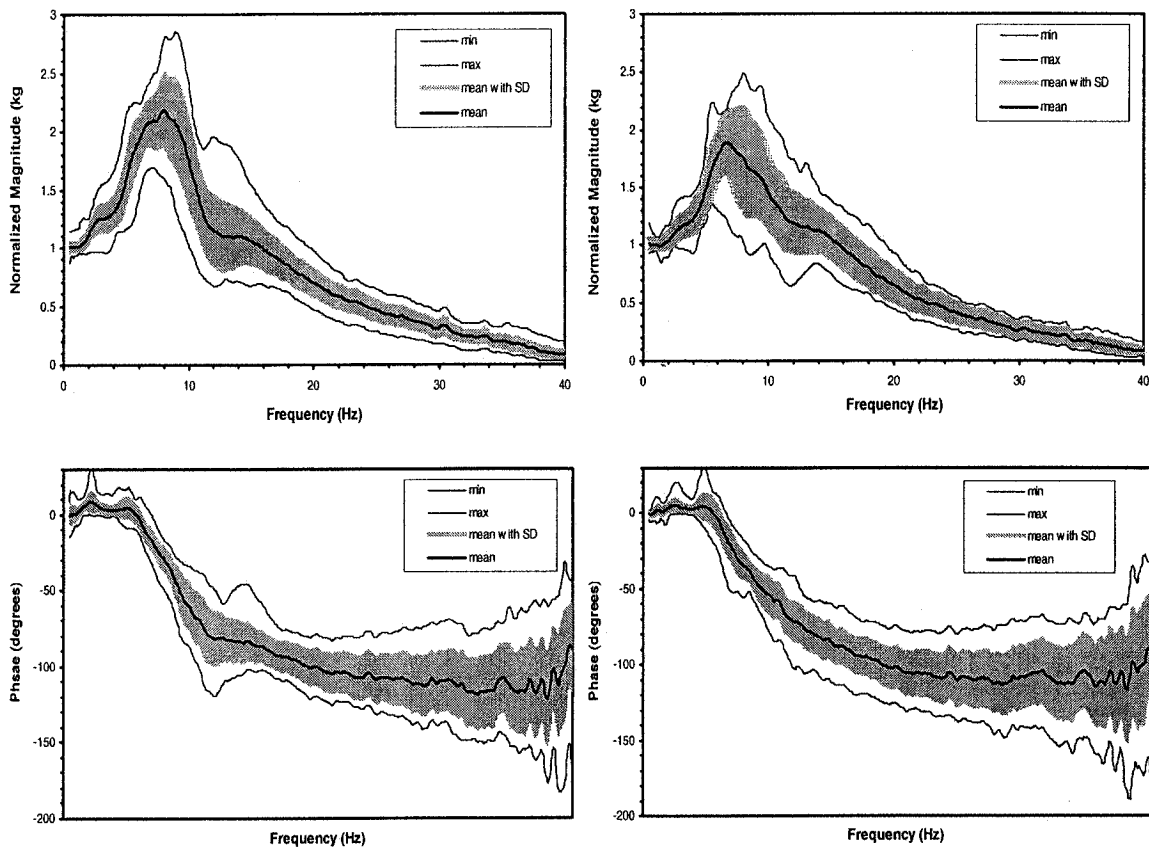 Normalized Magnitude (kg
3
2.5
2
1.5
1
0.5
0
0
10
20
30
40
Frequency (Hz)
min
max
mean with SD
mean
Normalized Magnitude (kg
3
2.5
2
1.5
1
0.5
0
0
10
20
30
40
Frequency (Hz)
min
max
mean with SD
mean
Phsae (degrees)
0
-50
-100
-150
-200
Frequency (Hz)
min
max
mean with SD
mean
Phase (degrees)
0
-50
-100
-150
-200
Frequency (Hz)
min
max
mean with SD
mean